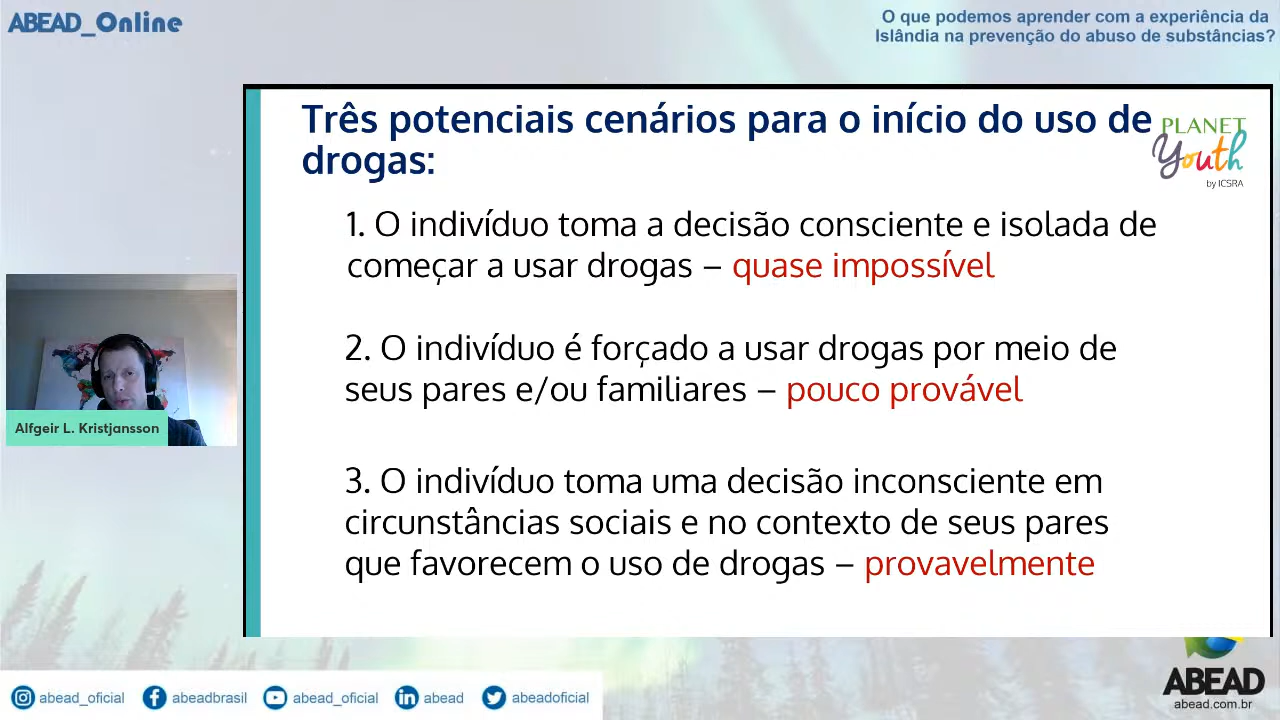 ABEAD_Online
O que podemos aprender com a experiência da
Islândia na prevenção do abuso de substâncias?
Três potenciais cenários para o início do uso de
drogas:
PLANET
Youth
by ICSRA
1. O indivíduo toma a decisão consciente e isolada de
começar a usar drogas – quase impossível
2. O indivíduo é forçado a usar drogas por meio de
seus pares e/ou familiares – pouco provável
3. O indivíduo toma uma decisão inconsciente em
circunstâncias sociais e no contexto de seus pares
que favorecem o uso de drogas – provavelmente
Alfgeir L. Kristjansson
abead_oficial
abeadbrasil
abead_oficial
abead
abeadoficial
ABEAD
abead.com.br